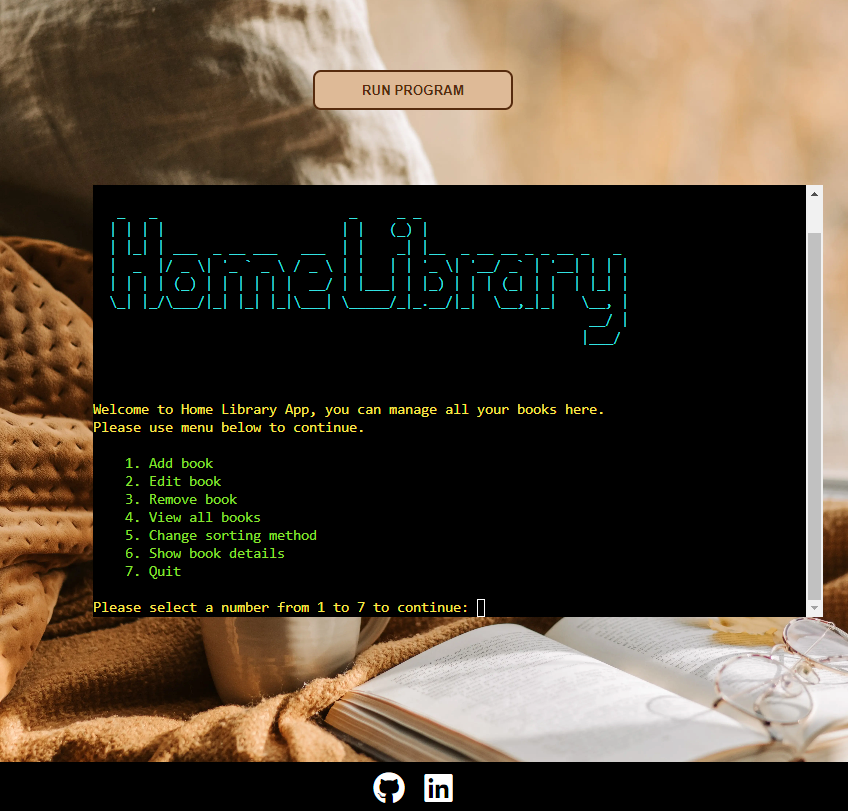 RUN PROGRAM
HomeLibrary
Welcome to Home Library App, you can manage all your books here.
Please use menu below to continue.
1. Add book
2. Edit book
3. Remove book
4. View all books
5. Change sorting method
6. Show book details
7. Quit
Please select a number from 1 to 7 to continue:
in